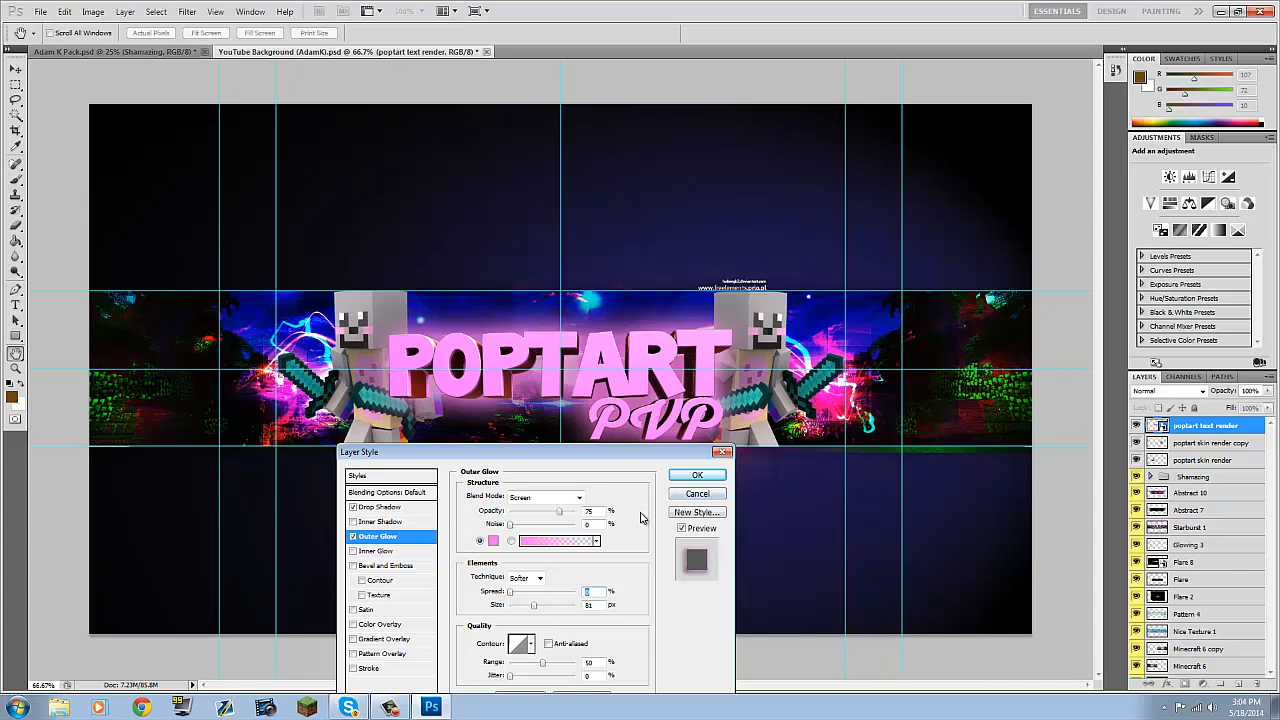 File Edit Image Layer Select Filter Analysis 3D View Window Help 100% ESSENTIALS DESIGN PAINTING
Scroll All Windows Actual Pixels Fit Screen Fill Screen Print Size
Adam K Pack.psd @ 25% (Shamazing, RGB/8) * YouTube Background (AdamK).psd @ 66.7% (poptart text render, RGB/8) *
COLOR SWATCHES STYLES
R 107
G 72
B 10
ADJUSTMENTS MASKS
Add an adjustment
Levels Presets
Curves Presets
Exposure Presets
Hue/Saturation Presets
Black & White Presets
Channel Mixer Presets
Selective Color Presets
www.freelements.prio.pl
POPTART
PVP
LAYERS CHANNELS PATHS
Normal Opacity: 100%
Lock: Fill: 100%
poptart text render
poptart skin render copy
poptart skin render
Shamazing
Abstract 10
Abstract 7
Starburst 1
Glowing 3
Flare 8
Flare
Flare 2
Pattern 4
Nice Texture 1
Minecraft 6 copy
Minecraft 6
Layer Style
Styles
Blending Options: Default
Drop Shadow
Inner Shadow
Outer Glow
Inner Glow
Bevel and Emboss
Contour
Texture
Satin
Color Overlay
Gradient Overlay
Pattern Overlay
Stroke
Outer Glow
Structure
Blend Mode: Screen
Opacity: 75 %
Noise: 0 %
Elements
Technique: Softer
Spread: 0 %
Size: 81 px
Quality
Contour: Anti-aliased
Range: 50 %
Jitter: 0 %
OK
Cancel
New Style...
Preview
66.67% Doc: 7.23M/85.8M
3:04 PM
5/18/2014